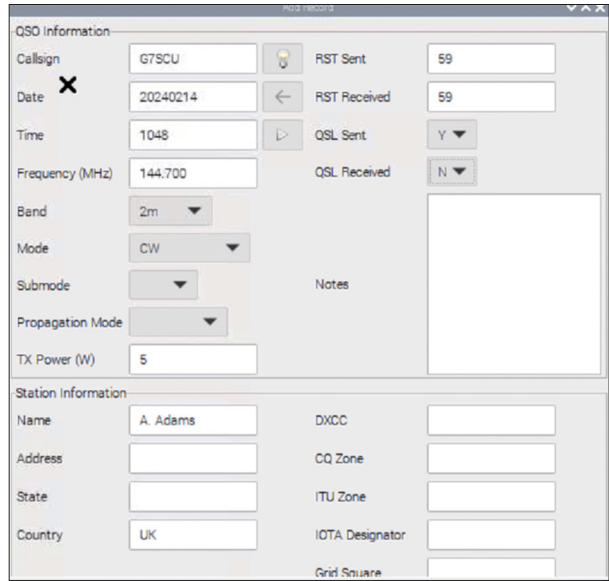 Add Record
QSO Information
Callsign G7SCU RST Sent 59
Date 20240214 RST Received 59
Time 1048 QSL Sent Y
Frequency (MHz) 144.700 QSL Received N
Band 2m
Mode CW
Submode Notes
Propagation Mode
TX Power (W) 5
Station Information
Name A. Adams DXCC
Address CQ Zone
State ITU Zone
Country UK IOTA Designator
Grid Square